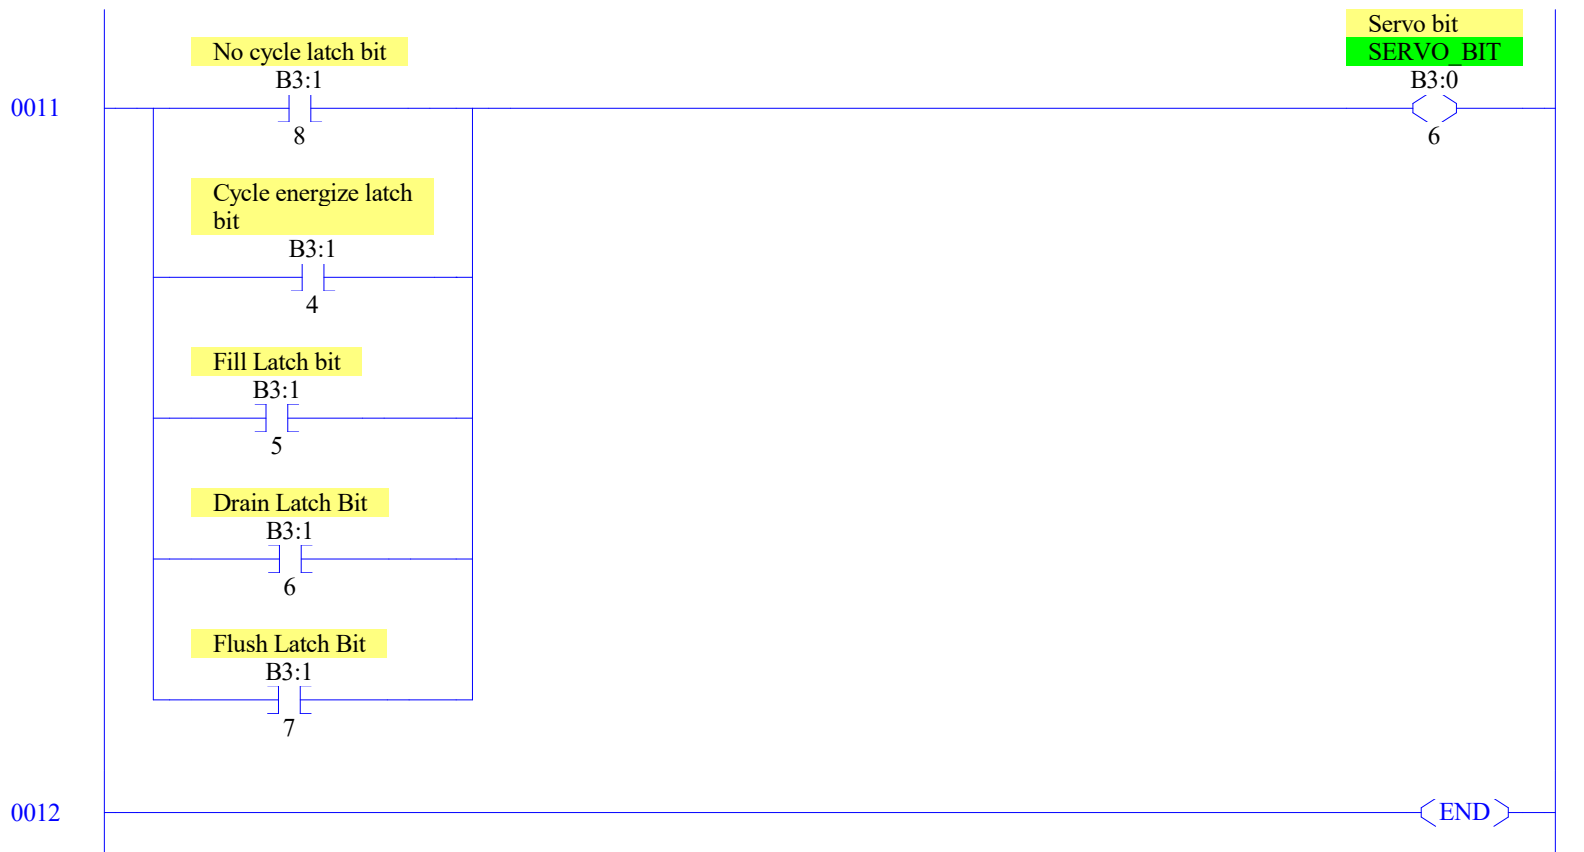 Servo bit
No cycle latch bit
SERVO_BIT
B3:1
B3:0
0011
8
6
Cycle energize latch
bit
B3:1
4
Fill Latch bit
B3:1
5
Drain Latch Bit
B3:1
6
Flush Latch Bit
B3:1
7
0012
END